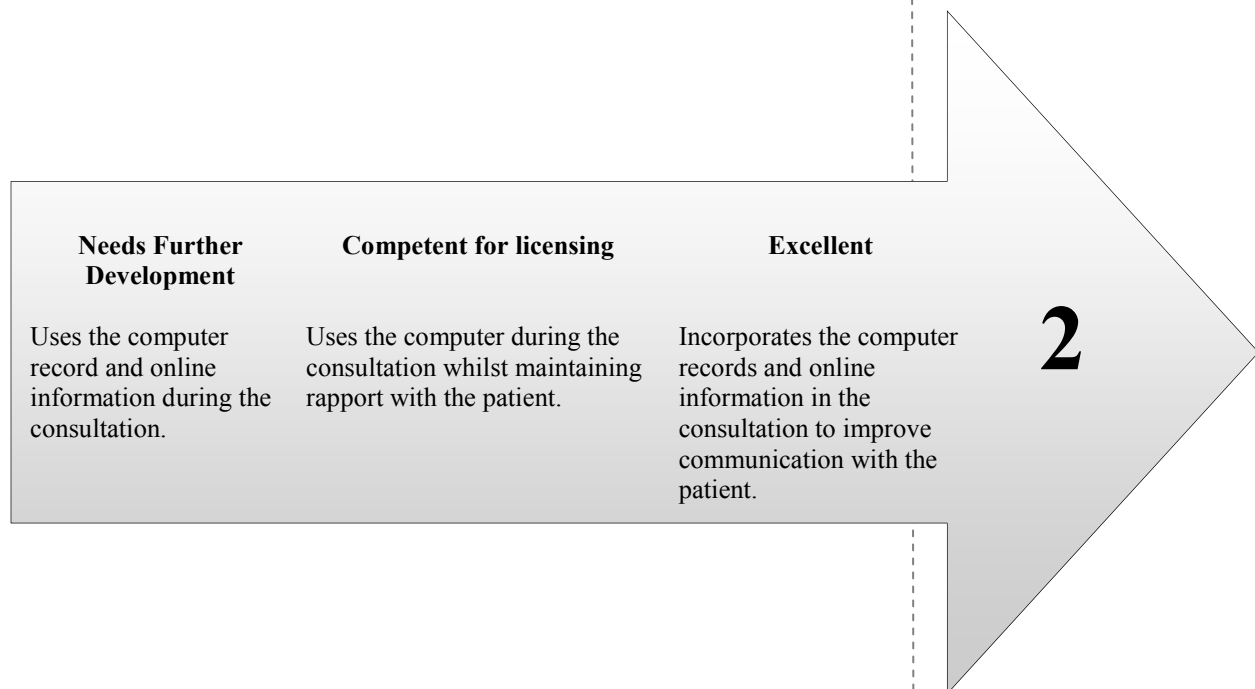 Needs Further
Development
Uses the computer
record and online
information during the
consultation.
Competent for licensing
Uses the computer during the
consultation whilst maintaining
rapport with the patient.
Excellent
Incorporates the computer
records and online
information in the
consultation to improve
communication with the
patient.
2